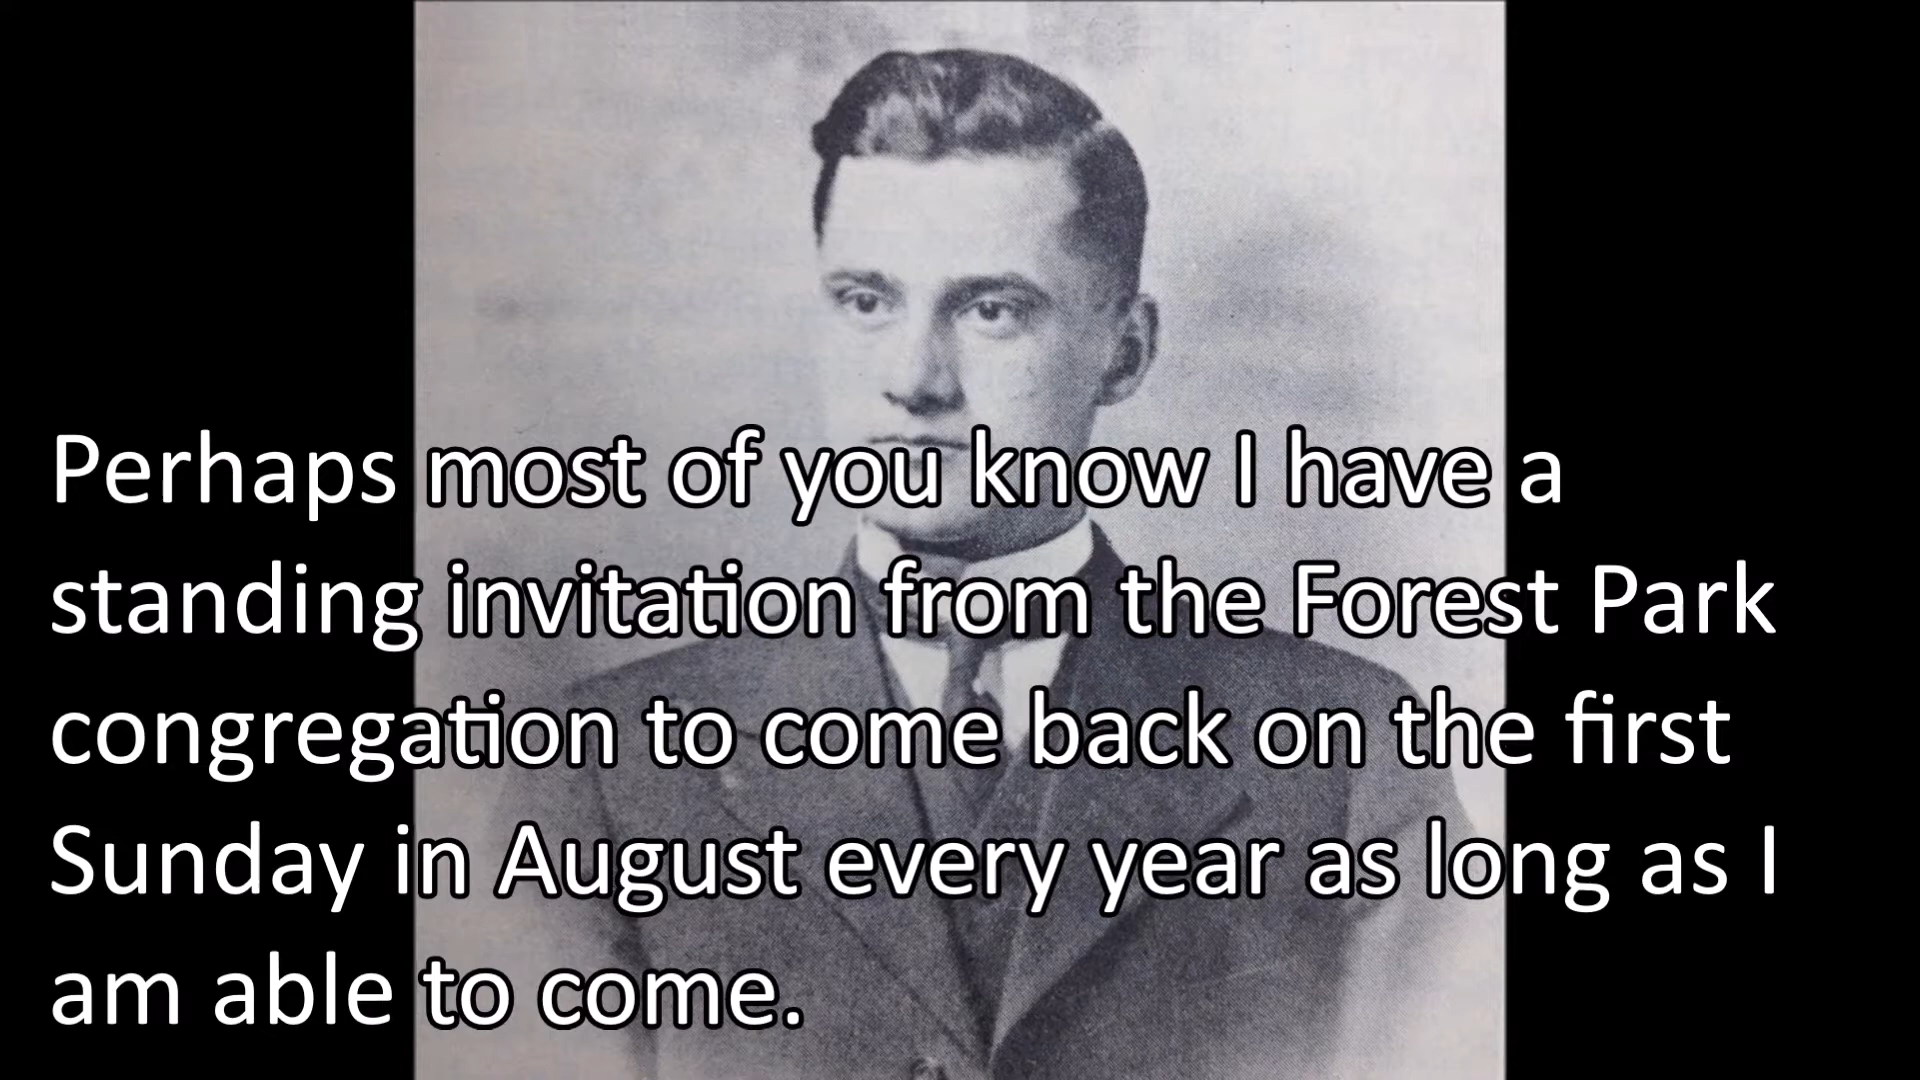 Perhaps most of you know I have a
standing invitation from the Forest Park
congregation to come back on the first
Sunday in August every year as long as I
am able to come.